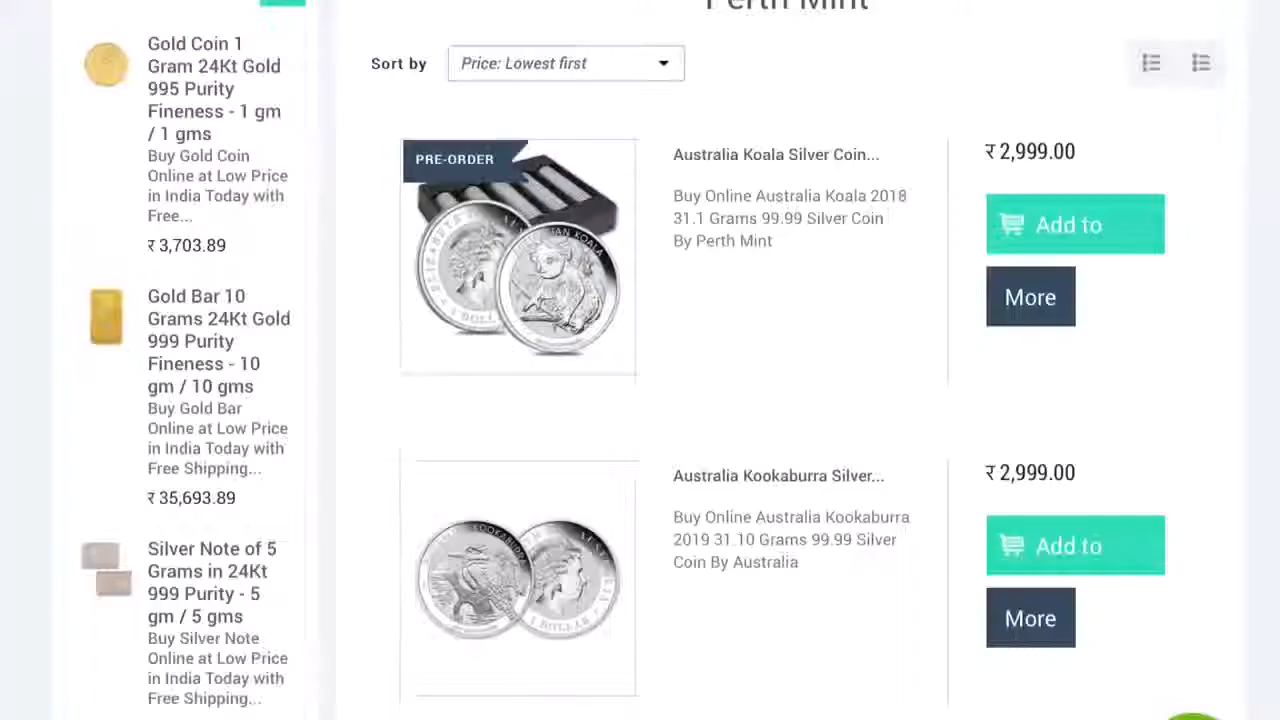 Perth Mint
Gold Coin 1
Gram 24Kt Gold
995 Purity
Fineness - 1 gm
/ 1 gms
Buy Gold Coin
Online at Low Price
in India Today with
Free...
₹ 3,703.89
Gold Bar 10
Grams 24Kt Gold
999 Purity
Fineness - 10
gm / 10 gms
Buy Gold Bar
Online at Low Price
in India Today with
Free Shipping...
₹ 35,693.89
Silver Note of 5
Grams in 24Kt
999 Purity - 5
gm / 5 gms
Buy Silver Note
Online at Low Price
in India Today with
Free Shipping...
Sort by
Price: Lowest first
PRE-ORDER
Australia Koala Silver Coin...
Buy Online Australia Koala 2018
31.1 Grams 99.99 Silver Coin
By Perth Mint
₹ 2,999.00
Add to
More
Australia Kookaburra Silver...
Buy Online Australia Kookaburra
2019 31.10 Grams 99.99 Silver
Coin By Australia
₹ 2,999.00
Add to
More